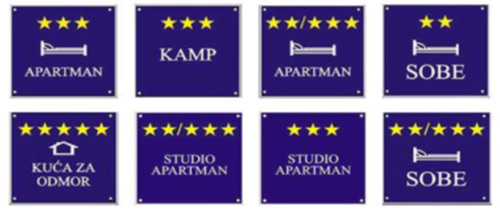 APARTMAN
KAMP
APARTMAN
SOBE
KUĆA ZA
ODMOR
STUDIO
APARTMAN
STUDIO
APARTMAN
SOBE